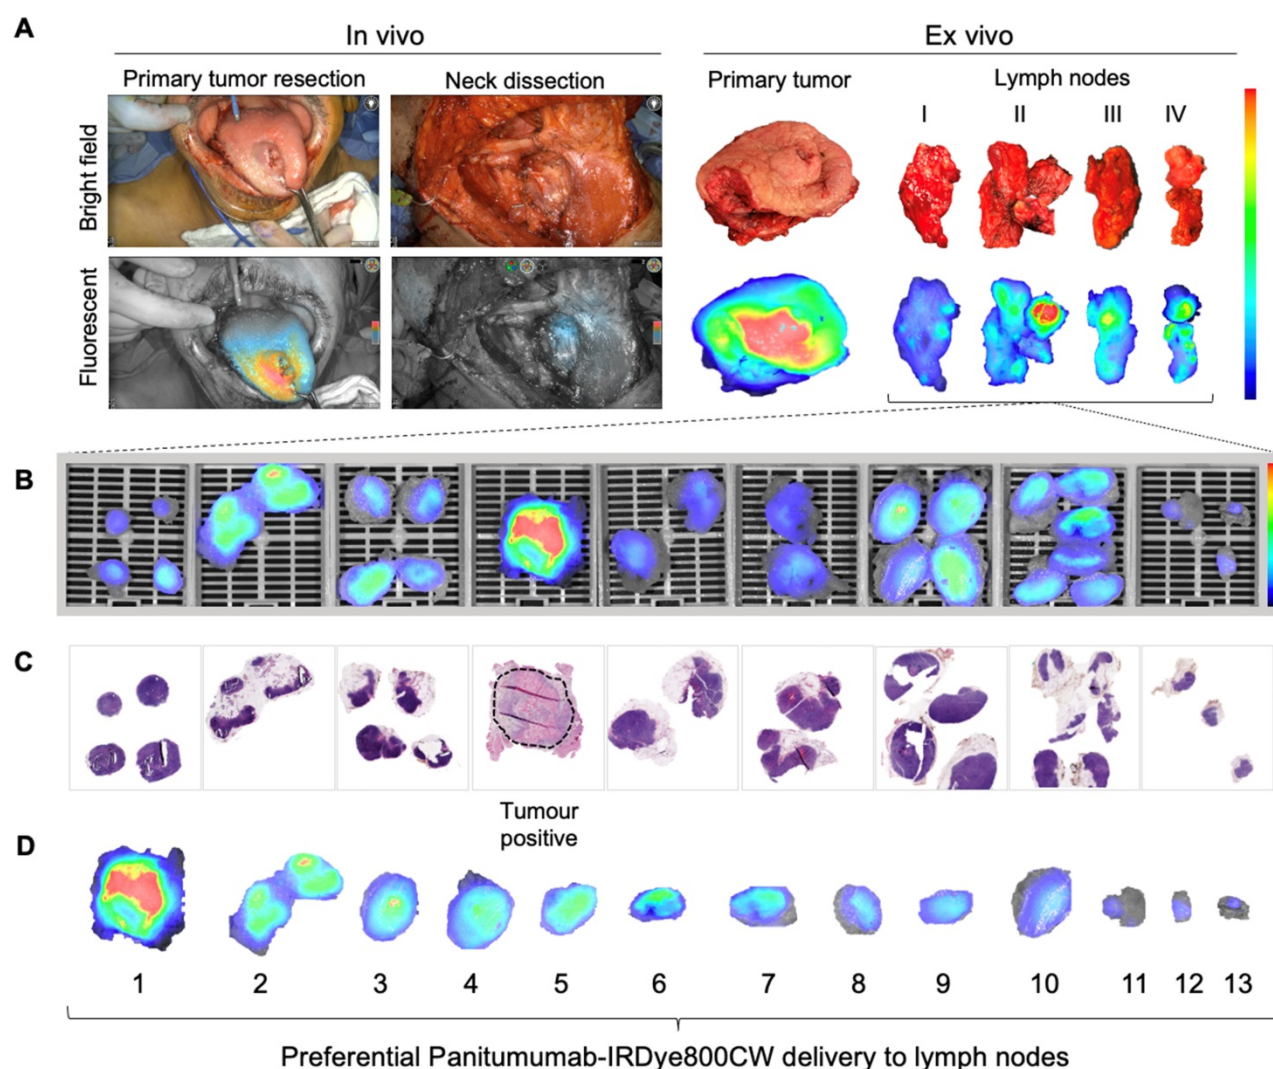 A
In vivo
Ex vivo
Primary tumor resection
Neck dissection
Primary tumor
Lymph nodes
I
II
III
IV
Bright field
Fluorescent
B
C
Tumour
positive
D
1
2
3
4
5
6
7
8
9
10
11
12
13
Preferential Panitumumab-IRDye800CW delivery to lymph nodes